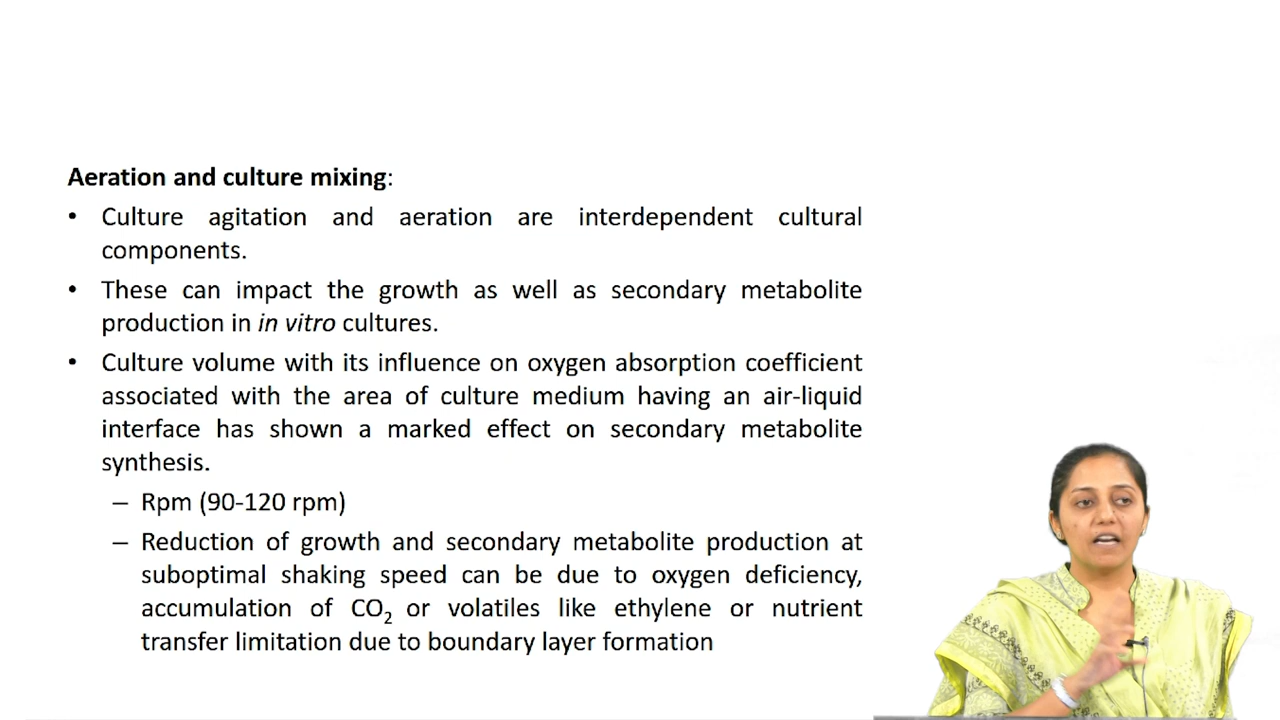 Aeration and culture mixing:
• Culture agitation and aeration are interdependent cultural
components.
• These can impact the growth as well as secondary metabolite
production in in vitro cultures.
• Culture volume with its influence on oxygen absorption coefficient
associated with the area of culture medium having an air-liquid
interface has shown a marked effect on secondary metabolite
synthesis.
– Rpm (90-120 rpm)
– Reduction of growth and secondary metabolite production at
suboptimal shaking speed can be due to oxygen deficiency,
accumulation of CO₂ or volatiles like ethylene or nutrient
transfer limitation due to boundary layer formation